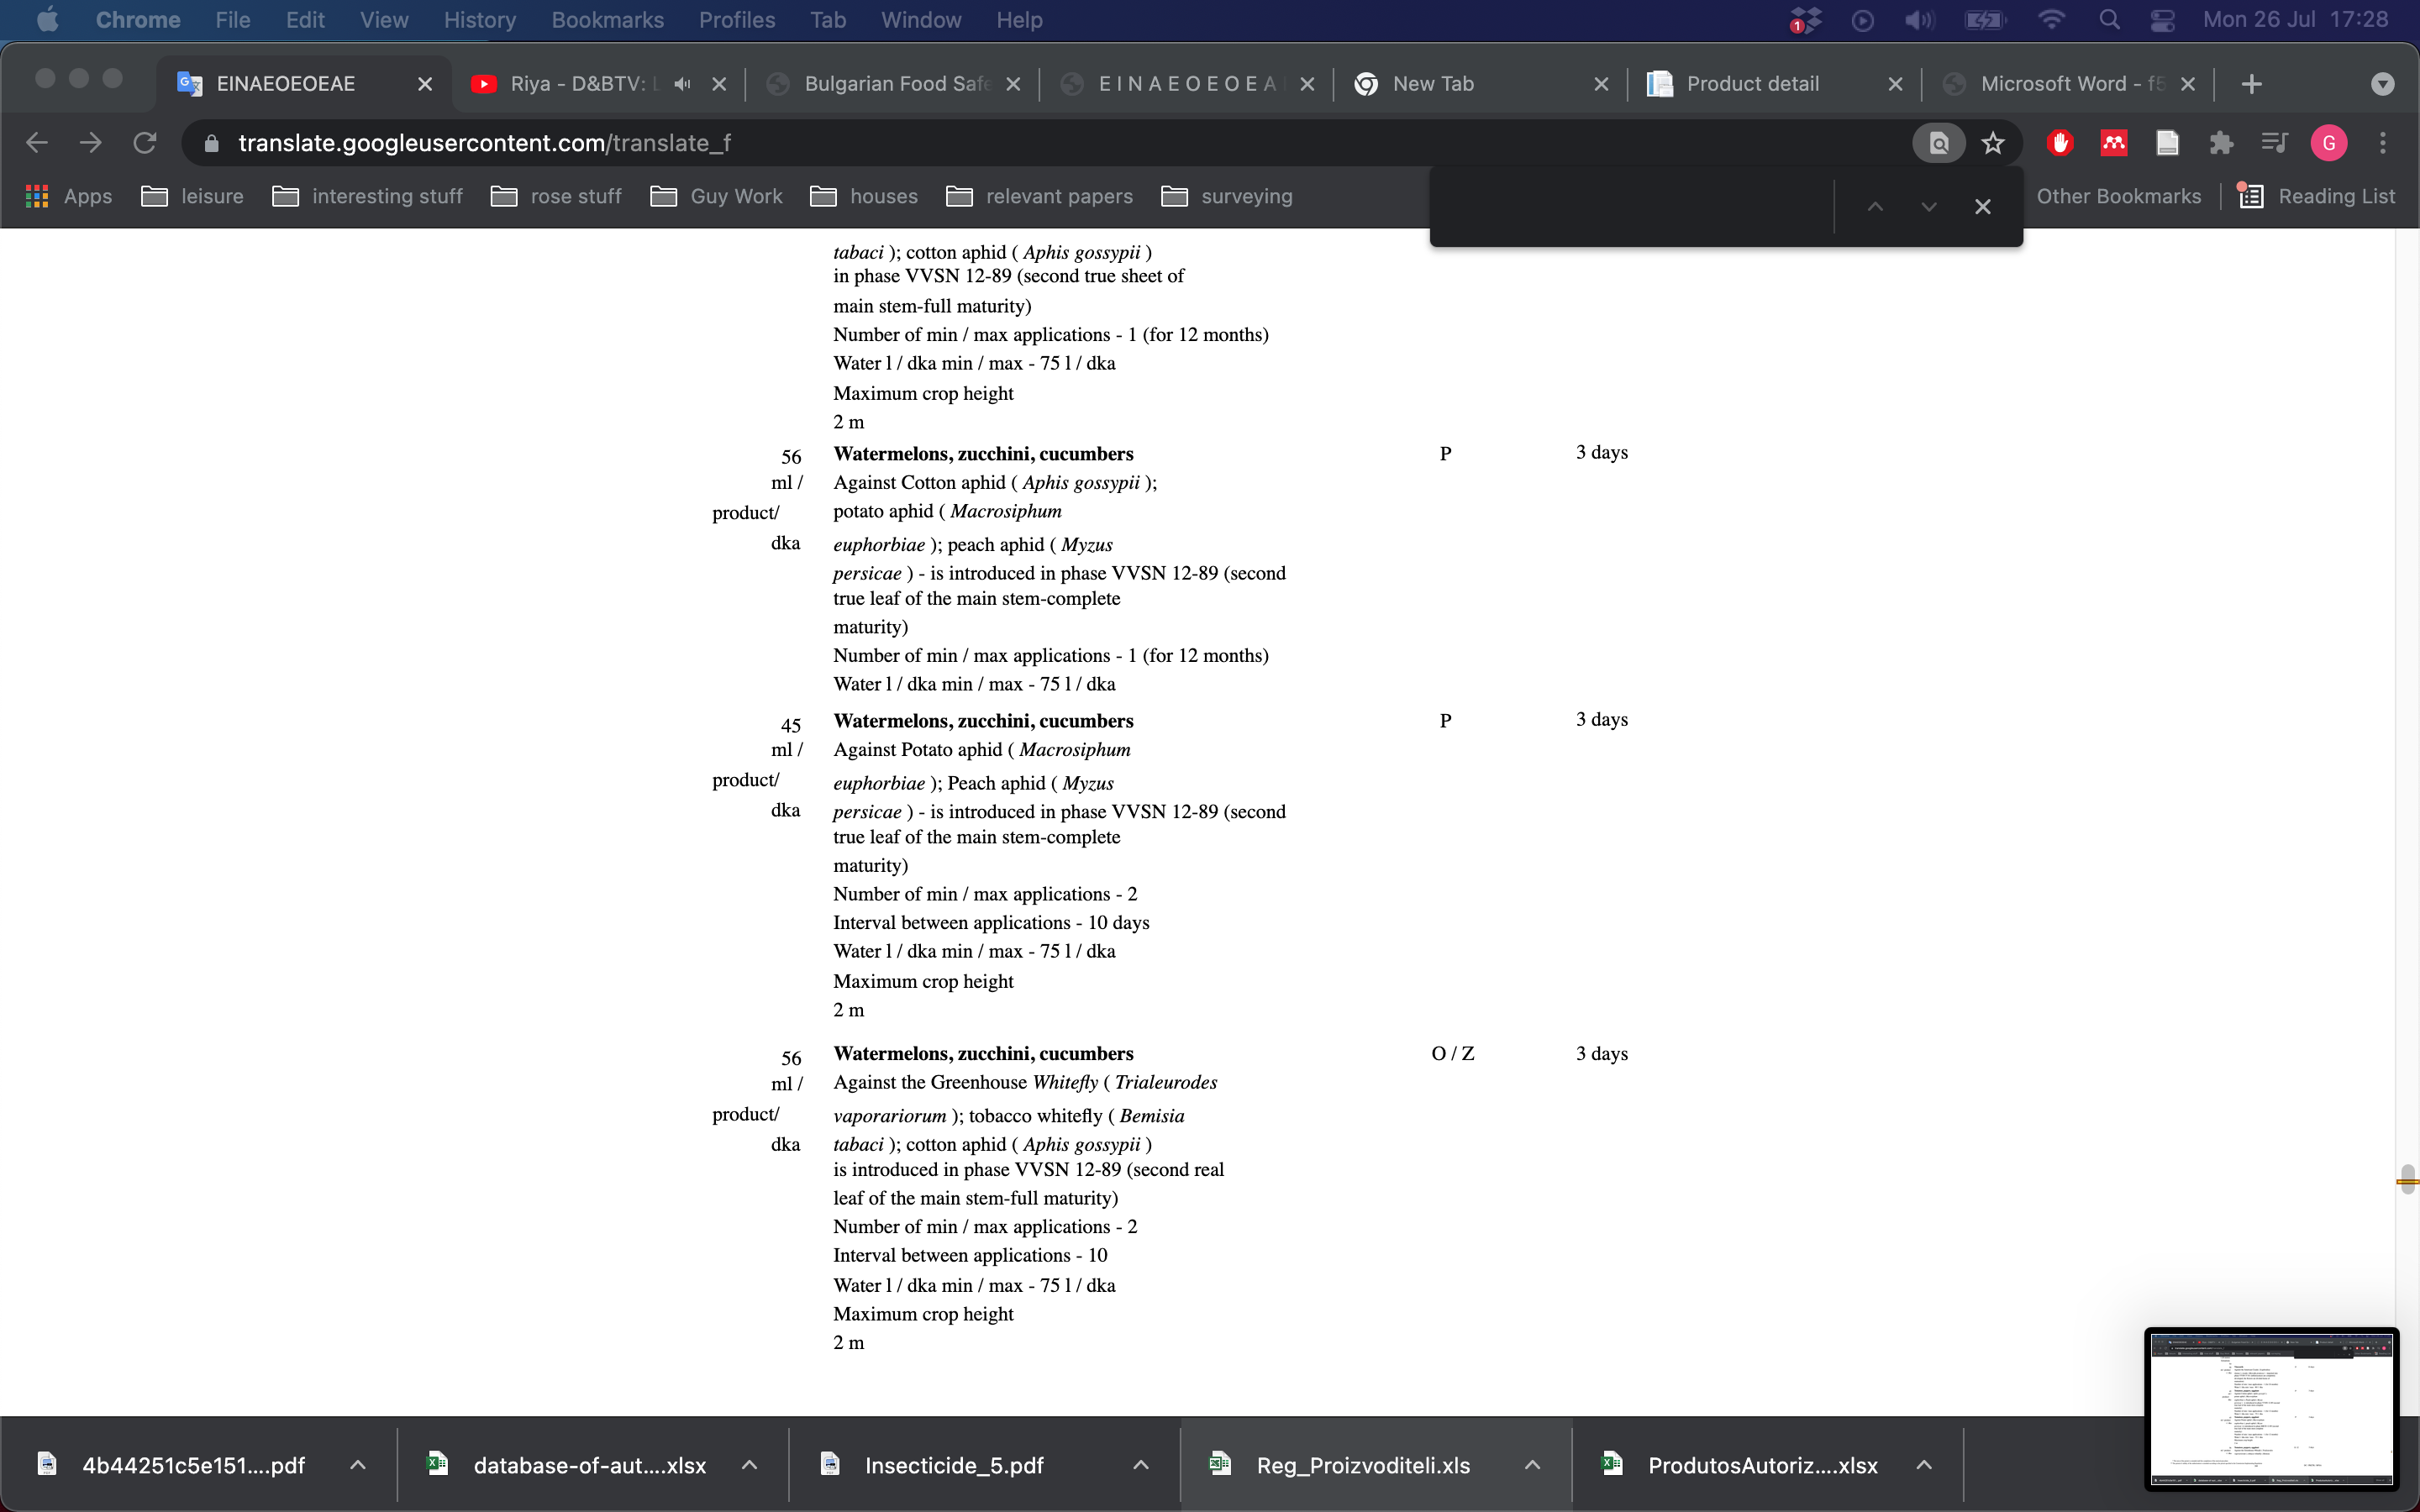 Chrome File Edit View History Bookmarks Profiles Tab Window Help 1 Mon 26 Jul 17:28
EINAEOEOEAE Riya - D&BTV: L Bulgarian Food Safe E I N A E O E O E A New Tab Product detail Microsoft Word - f5
translate.googleusercontent.com/translate_f G
Apps leisure interesting stuff rose stuff Guy Work houses relevant papers surveying Other Bookmarks Reading List
tabaci ); cotton aphid ( Aphis gossypii )
in phase VVSN 12-89 (second true sheet of
main stem-full maturity)
Number of min / max applications - 1 (for 12 months)
Water l / dka min / max - 75 l / dka
Maximum crop height
2 m
56 Watermelons, zucchini, cucumbers P 3 days
ml / Against Cotton aphid ( Aphis gossypii );
product/ potato aphid ( Macrosiphum
dka euphorbiae ); peach aphid ( Myzus
persicae ) - is introduced in phase VVSN 12-89 (second
true leaf of the main stem-complete
maturity)
Number of min / max applications - 1 (for 12 months)
Water l / dka min / max - 75 l / dka
45 Watermelons, zucchini, cucumbers P 3 days
ml / Against Potato aphid ( Macrosiphum
product/ euphorbiae ); Peach aphid ( Myzus
dka persicae ) - is introduced in phase VVSN 12-89 (second
true leaf of the main stem-complete
maturity)
Number of min / max applications - 2
Interval between applications - 10 days
Water l / dka min / max - 75 l / dka
Maximum crop height
2 m
56 Watermelons, zucchini, cucumbers O / Z 3 days
ml / Against the Greenhouse Whitefly ( Trialeurodes
product/ vaporariorum ); tobacco whitefly ( Bemisia
dka tabaci ); cotton aphid ( Aphis gossypii )
is introduced in phase VVSN 12-89 (second real
leaf of the main stem-full maturity)
Number of min / max applications - 2
Interval between applications - 10
Water l / dka min / max - 75 l / dka
Maximum crop height
2 m
4b44251c5e151....pdf database-of-aut....xlsx Insecticide_5.pdf Reg_Proizvoditeli.xls ProdutosAutoriz....xlsx